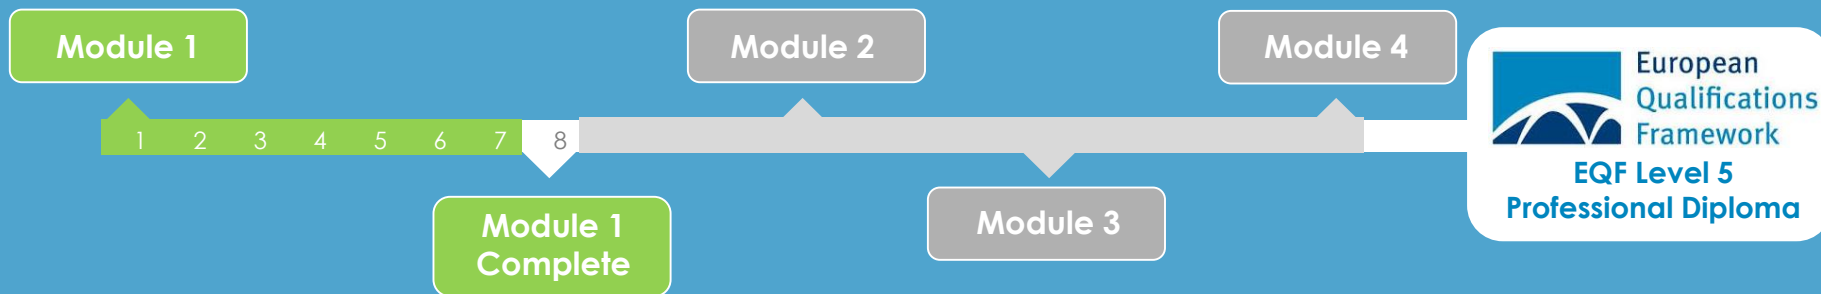 Module 1
Module 2
Module 4
1 2 3 4 5 6 7 8
Module 1
Complete
Module 3
European
Qualifications
Framework
EQF Level 5
Professional Diploma